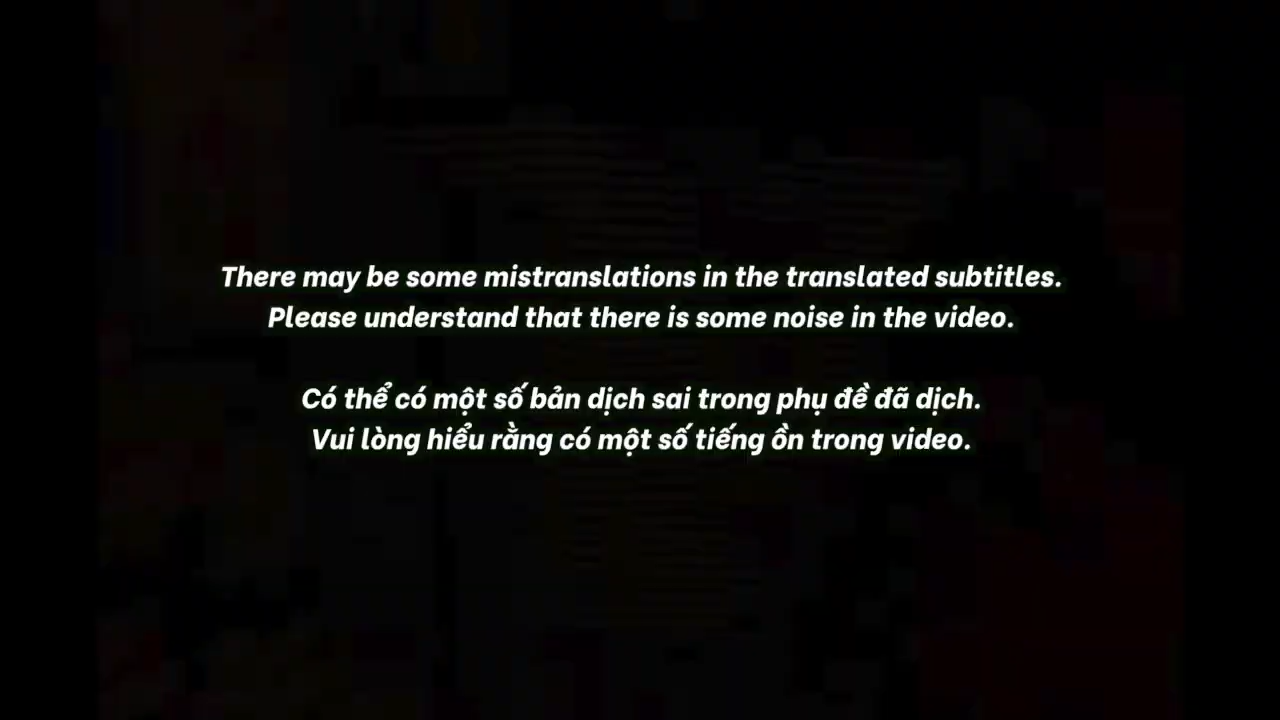 There may be some mistranslations in the translated subtitles.
Please understand that there is some noise in the video.
Có thể có một số bản dịch sai trong phụ đề đã dịch.
Vui lòng hiểu rằng có một số tiếng ồn trong video.